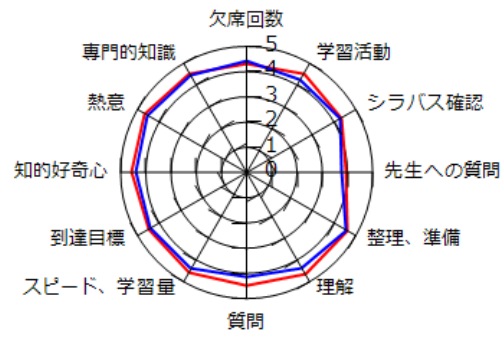 欠席回数
学習活動
シラバス確認
先生への質問
整理、準備
理解
質問
スピード、学習量
到達目標
知的好奇心
熱意
専門的知識
5
4
3
2
1
0